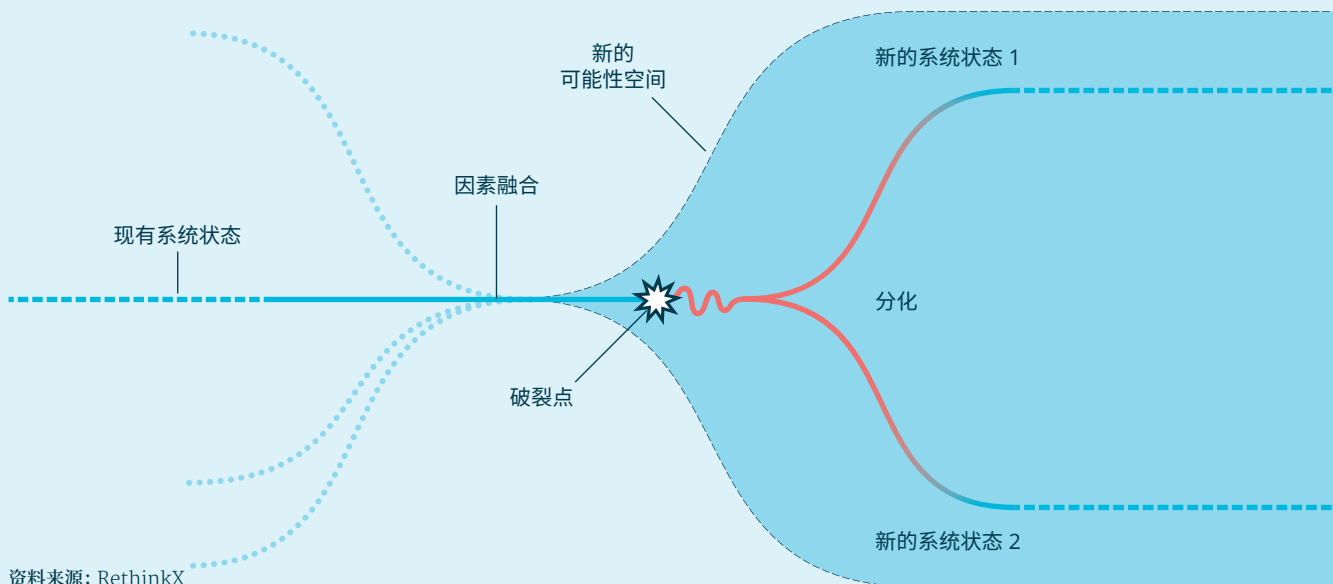 新的
可能性空间
新的系统状态 1
因素融合
现有系统状态
分化
破裂点
新的系统状态 2
资料来源: RethinkX